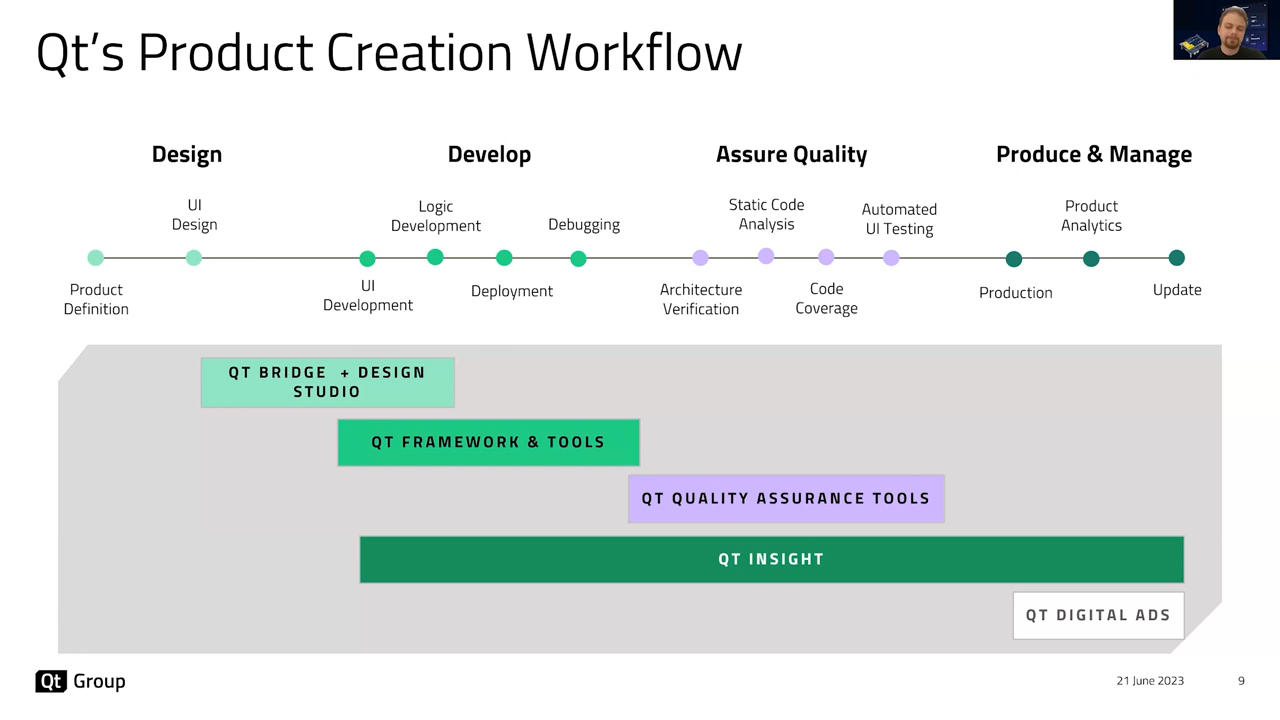 Qt’s Product Creation Workflow
Design
Develop
Assure Quality
Produce & Manage
UI
Design
Logic
Development
Debugging
Static Code
Analysis
Automated
UI Testing
Product
Analytics
Product
Definition
UI
Development
Deployment
Architecture
Verification
Code
Coverage
Production
Update
QT BRIDGE + DESIGN
STUDIO
QT FRAMEWORK & TOOLS
QT QUALITY ASSURANCE TOOLS
QT INSIGHT
QT DIGITAL ADS
Qt Group
21 June 2023
9